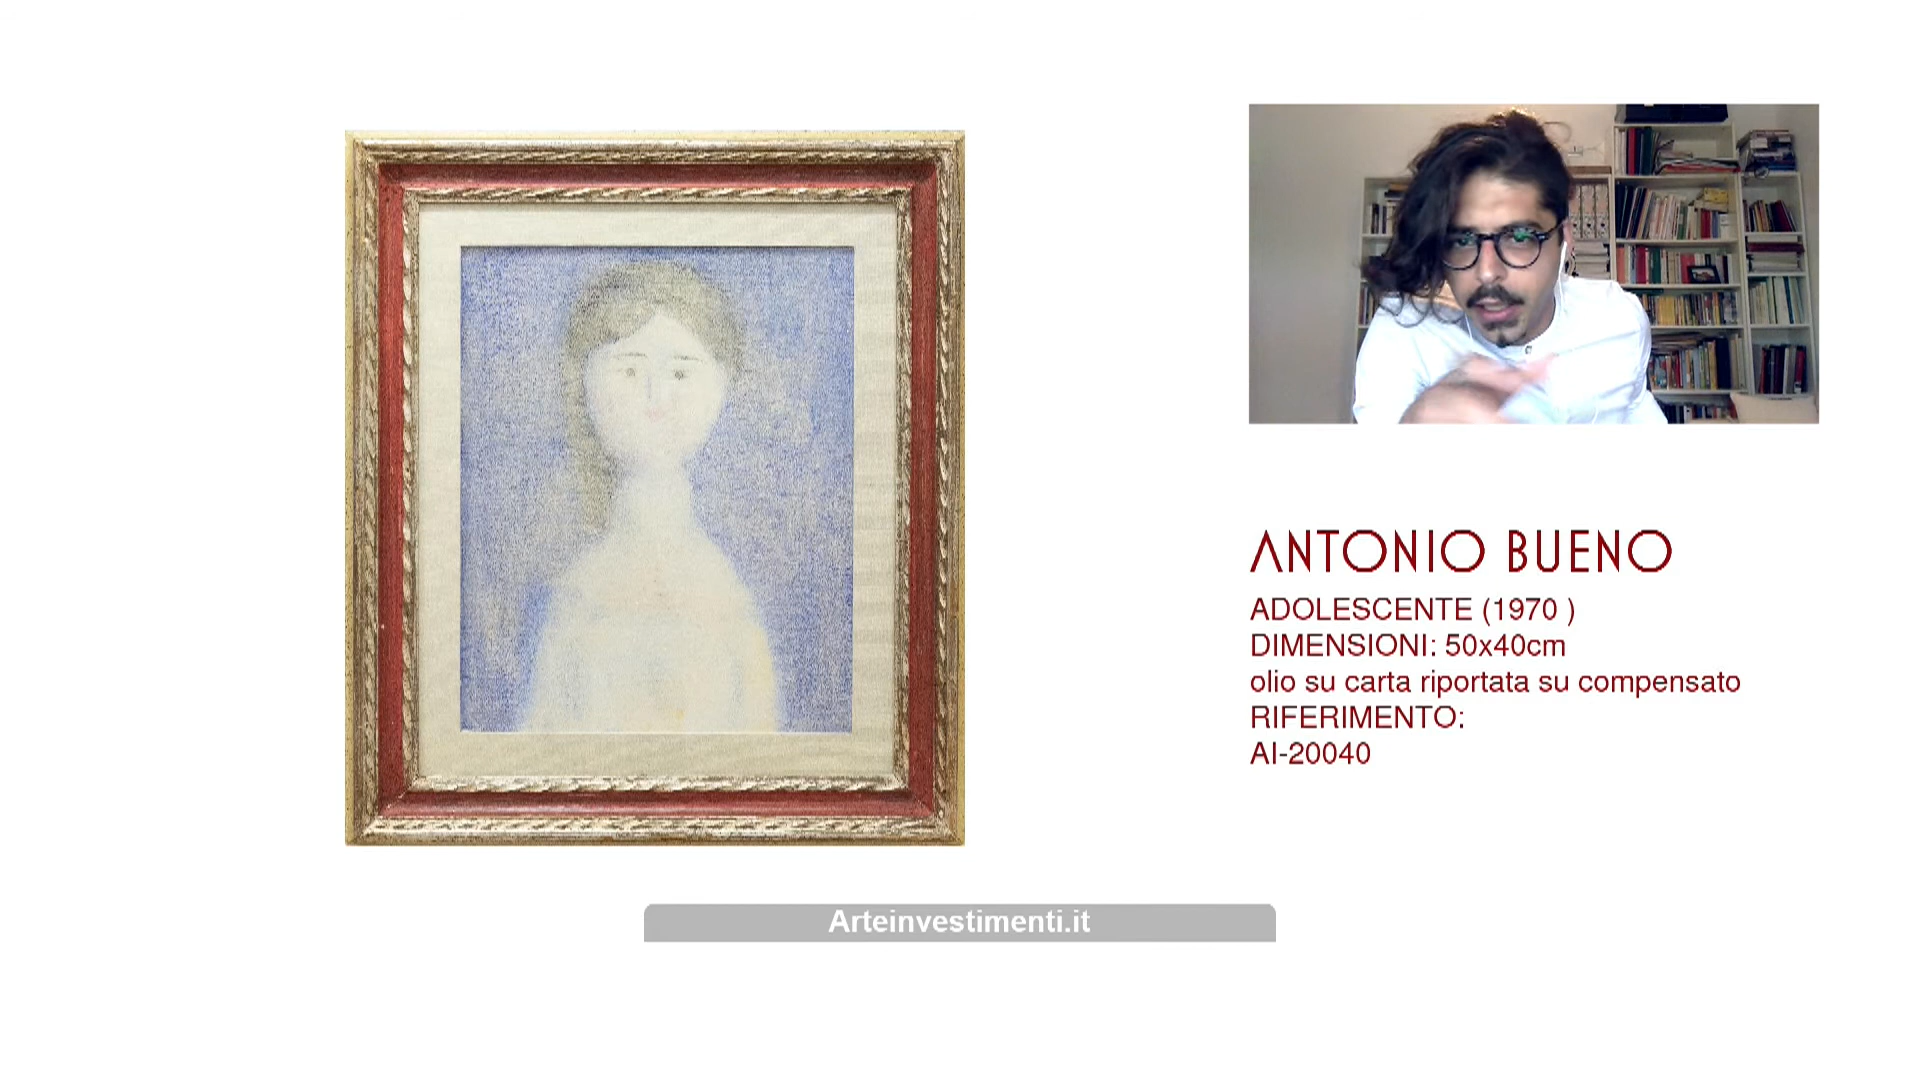 ANTONIO BUENO
ADOLESCENTE (1970 )
DIMENSIONI: 50x40cm
olio su carta riportata su compensato
RIFERIMENTO:
AI-20040
Arteinvestimenti.it